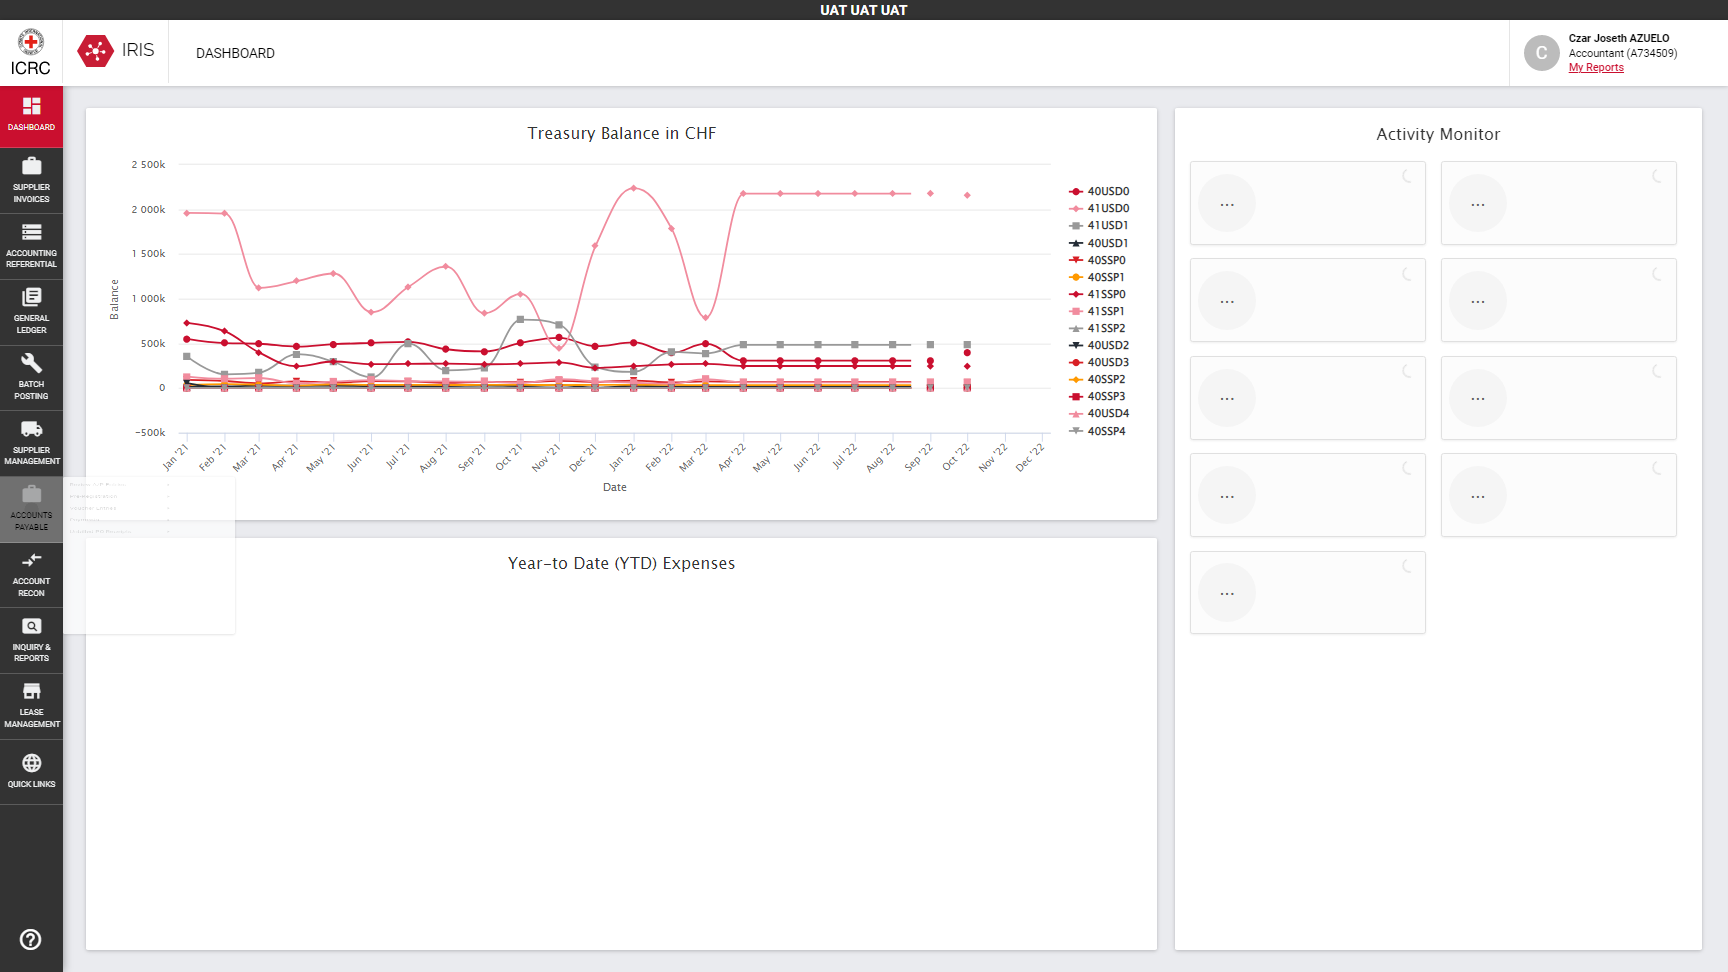 UAT UAT UAT
ICRC
IRIS
DASHBOARD
Czar Joseth AZUELO
Accountant (A734509)
My Reports
DASHBOARD
SUPPLIER
INVOICES
ACCOUNTING
REFERENTIAL
GENERAL
LEDGER
BATCH
POSTING
SUPPLIER
MANAGEMENT
ACCOUNTS
PAYABLE
ACCOUNT
RECON
INQUIRY &
REPORTS
LEASE
MANAGEMENT
QUICK LINKS
Treasury Balance in CHF
2 500k
2 000k
1 500k
1 000k
500k
0
−500k
Balance
Jan '21
Feb '21
Mar '21
Apr '21
May '21
Jun '21
Jul '21
Aug '21
Sep '21
Oct '21
Nov '21
Dec '21
Jan '22
Feb '22
Mar '22
Apr '22
May '22
Jun '22
Jul '22
Aug '22
Sep '22
Oct '22
Nov '22
Dec '22
Date
40USD0
41USD0
41USD1
40USD1
40SSP0
40SSP1
41SSP0
41SSP1
41SSP2
40USD2
40USD3
40SSP2
40SSP3
40USD4
40SSP4
Year-to Date (YTD) Expenses
Activity Monitor
...
...
...
...
...
...
...
...
...